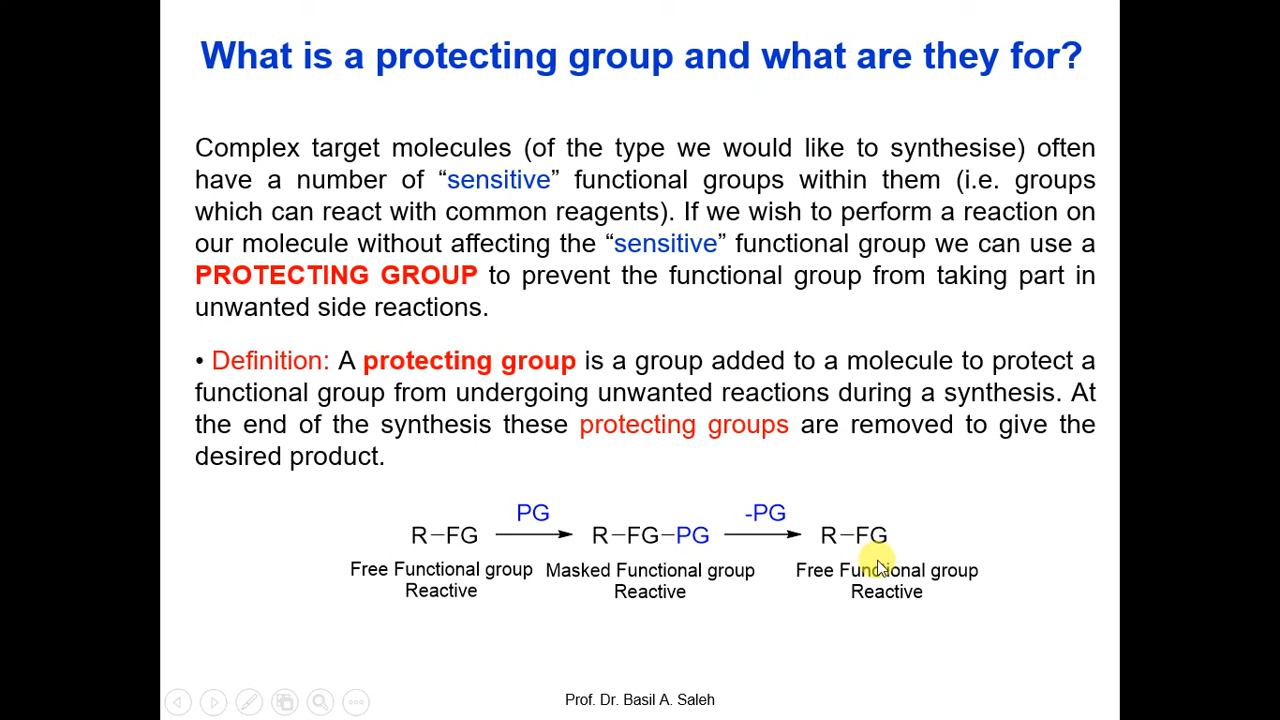 What is a protecting group and what are they for?
Complex target molecules (of the type we would like to synthesise) often
have a number of “sensitive” functional groups within them (i.e. groups
which can react with common reagents). If we wish to perform a reaction on
our molecule without affecting the “sensitive” functional group we can use a
PROTECTING GROUP to prevent the functional group from taking part in
unwanted side reactions.
• Definition: A protecting group is a group added to a molecule to protect a
functional group from undergoing unwanted reactions during a synthesis. At
the end of the synthesis these protecting groups are removed to give the
desired product.
PG -PG
R–FG R–FG–PG R–FG
Free Functional group Masked Functional group Free Functional group
Reactive Reactive Reactive
Prof. Dr. Basil A. Saleh